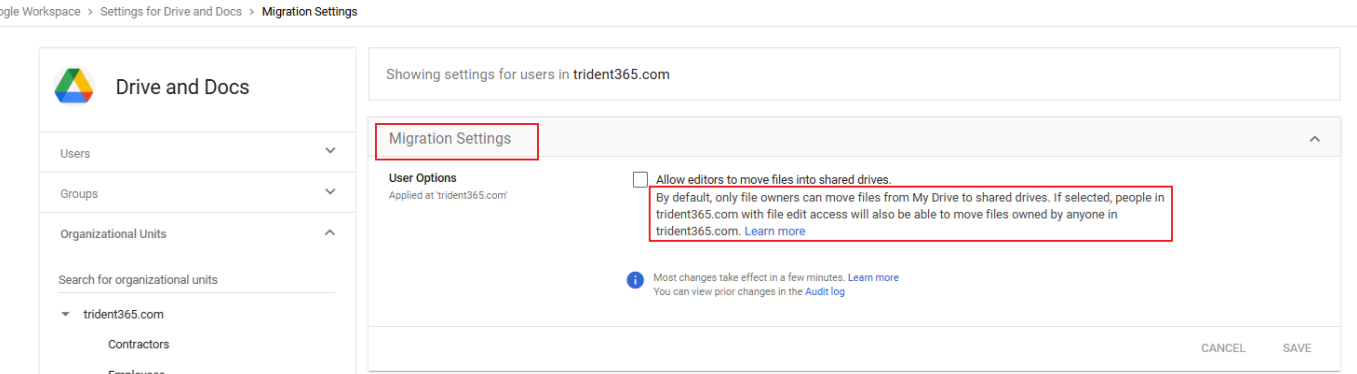 Workspace > Settings for Drive and Docs > Migration Settings
Drive and Docs
Users
Groups
Organizational Units
Search for organizational units
trident365.com
Contractors
Showing settings for users in trident365.com
Migration Settings
User Options
Applied at 'trident365.com'
Allow editors to move files into shared drives.
By default, only file owners can move files from My Drive to shared drives. If selected, people in
trident365.com with file edit access will also be able to move files owned by anyone in
trident365.com. Learn more
Most changes take effect in a few minutes. Learn more
You can view prior changes in the Audit log
CANCEL SAVE